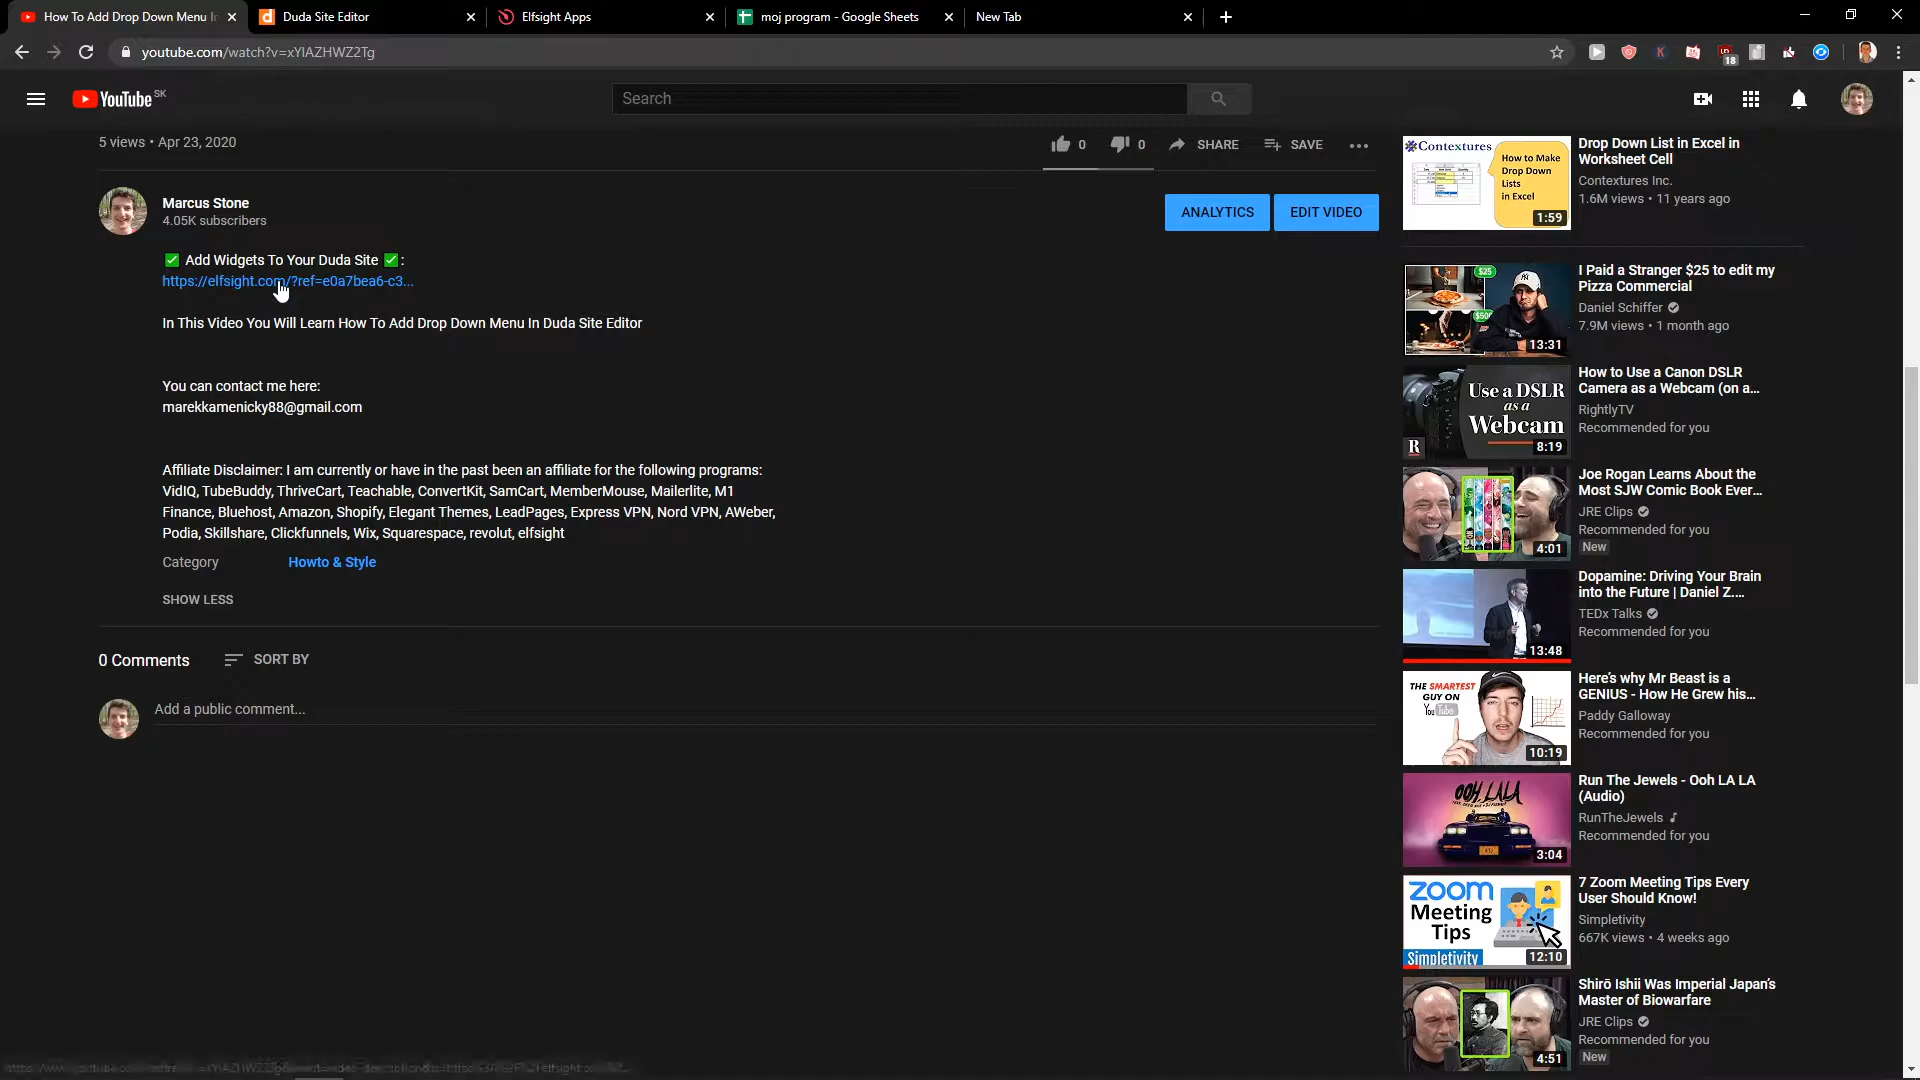 How To Add Drop Down Menu In
Duda Site Editor
Elfsight Apps
moj program - Google Sheets
New Tab
youtube.com/watch?v=xYlAZHWZ2Tg
18
YouTube SK
Search
5 views • Apr 23, 2020
0
0
SHARE
SAVE
Marcus Stone
4.05K subscribers
ANALYTICS
EDIT VIDEO
✅ Add Widgets To Your Duda Site ✅ :
https://elfsight.com/?ref=e0a7bea6-c3...
In This Video You Will Learn How To Add Drop Down Menu In Duda Site Editor
You can contact me here:
marekkamenicky88@gmail.com
Affiliate Disclaimer: I am currently or have in the past been an affiliate for the following programs:
VidIQ, TubeBuddy, ThriveCart, Teachable, ConvertKit, SamCart, MemberMouse, Mailerlite, M1
Finance, Bluehost, Amazon, Shopify, Elegant Themes, LeadPages, Express VPN, Nord VPN, AWeber,
Podia, Skillshare, Clickfunnels, Wix, Squarespace, revolut, elfsight
Category
Howto & Style
SHOW LESS
0 Comments
SORT BY
Add a public comment...
Contextures
How to Make
Drop Down
Lists
in Excel
1:59
Drop Down List in Excel in
Worksheet Cell
Contextures Inc.
1.6M views • 11 years ago
$25
13:31
I Paid a Stranger $25 to edit my
Pizza Commercial
Daniel Schiffer
7.9M views • 1 month ago
Use a DSLR
as a
Webcam
R
8:19
How to Use a Canon DSLR
Camera as a Webcam (on a...
RightlyTV
Recommended for you
4:01
Joe Rogan Learns About the
Most SJW Comic Book Ever...
JRE Clips
Recommended for you
New
13:48
Dopamine: Driving Your Brain
into the Future | Daniel Z....
TEDx Talks
Recommended for you
THE SMARTEST
GUY ON
You Tube
10:19
Here's why Mr Beast is a
GENIUS - How He Grew his...
Paddy Galloway
Recommended for you
OOH, LA LA
3:04
Run The Jewels - Ooh LA LA
(Audio)
RunTheJewels
Recommended for you
ZOOM
Meeting
Tips
Simpletivity
12:10
7 Zoom Meeting Tips Every
User Should Know!
Simpletivity
667K views • 4 weeks ago
4:51
Shirō Ishii Was Imperial Japan's
Master of Biowarfare
JRE Clips
Recommended for you
New